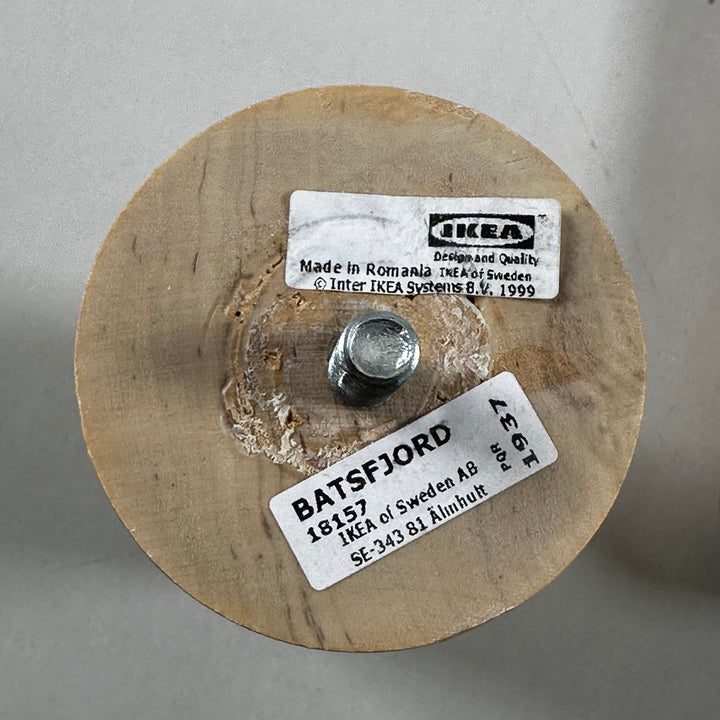 IKEA
Design and Quality
IKEA of Sweden
Made in Romania
© Inter IKEA Systems B.V. 1999
BATSFJORD
18157
IKEA of Sweden AB
SE-343 81 Älmhult
PQR
1937